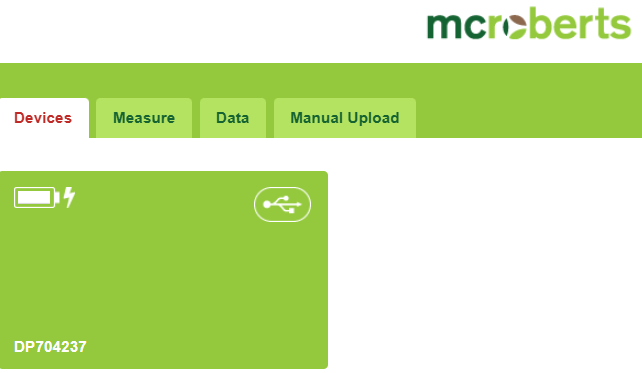 mcroberts
Devices Measure Data Manual Upload
DP704237